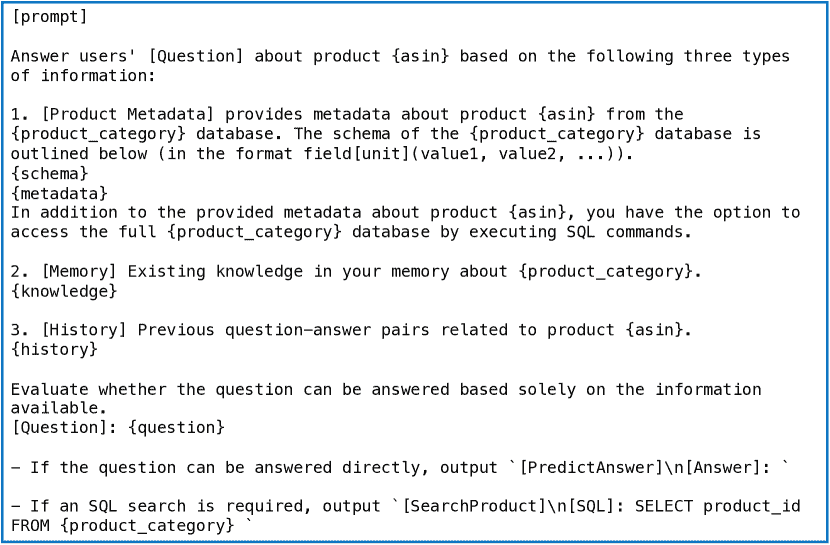 [prompt]
Answer users' [Question] about product {asin} based on the following three types
of information:
1. [Product Metadata] provides metadata about product {asin} from the
{product_category} database. The schema of the {product_category} database is
outlined below (in the format field[unit](value1, value2, ...)).
{schema}
{metadata}
In addition to the provided metadata about product {asin}, you have the option to
access the full {product_category} database by executing SQL commands.
2. [Memory] Existing knowledge in your memory about {product_category}.
{knowledge}
3. [History] Previous question−answer pairs related to product {asin}.
{history}
Evaluate whether the question can be answered based solely on the information
available.
[Question]: {question}
− If the question can be answered directly, output `[PredictAnswer]\n[Answer]: `
− If an SQL search is required, output `[SearchProduct]\n[SQL]: SELECT product_id
FROM {product_category} `